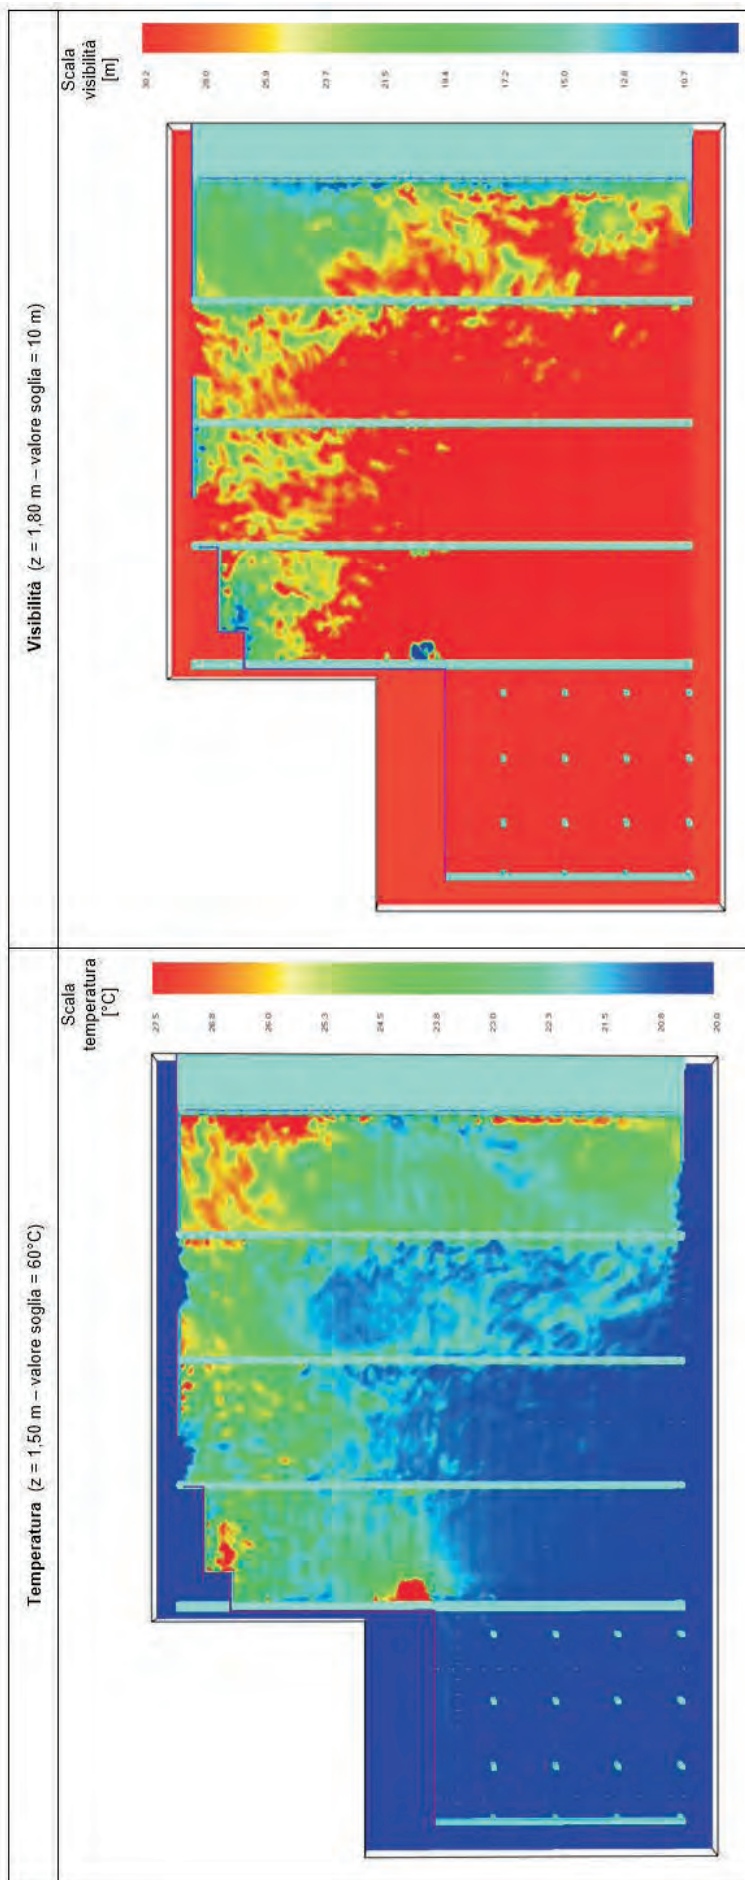 Temperatura (z = 1,50 m – valore soglia = 60°C)
Scala
temperatura
[°C]
27.5
26.8
26.0
25.3
24.5
23.8
23.0
22.3
21.5
20.8
20.0
Visibilità (z = 1,80 m – valore soglia = 10 m)
Scala
visibilità
[m]
30.2
28.0
25.9
23.7
21.5
19.4
17.2
15.0
12.8
10.7